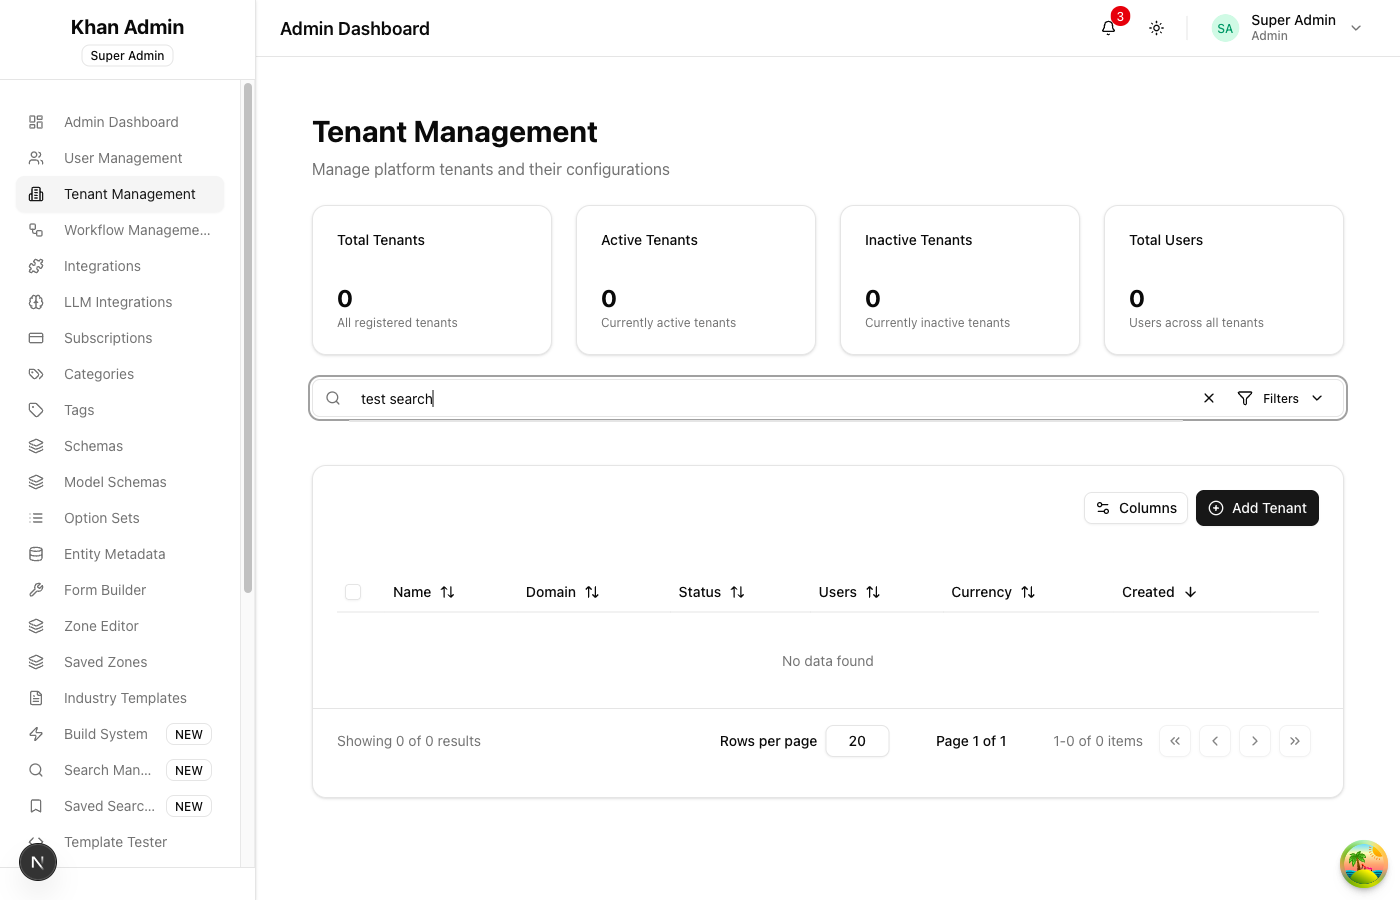 Khan Admin
Super Admin
Admin Dashboard
User Management
Tenant Management
Workflow Manageme...
Integrations
LLM Integrations
Subscriptions
Categories
Tags
Schemas
Model Schemas
Option Sets
Entity Metadata
Form Builder
Zone Editor
Saved Zones
Industry Templates
Build System NEW
Search Man... NEW
Saved Searc... NEW
Template Tester
N
Admin Dashboard
3
SA
Super Admin
Admin
Tenant Management
Manage platform tenants and their configurations
Total Tenants
0
All registered tenants
Active Tenants
0
Currently active tenants
Inactive Tenants
0
Currently inactive tenants
Total Users
0
Users across all tenants
test search
Filters
Columns
Add Tenant
Name Domain Status Users Currency Created
No data found
Showing 0 of 0 results
Rows per page 20
Page 1 of 1
1-0 of 0 items